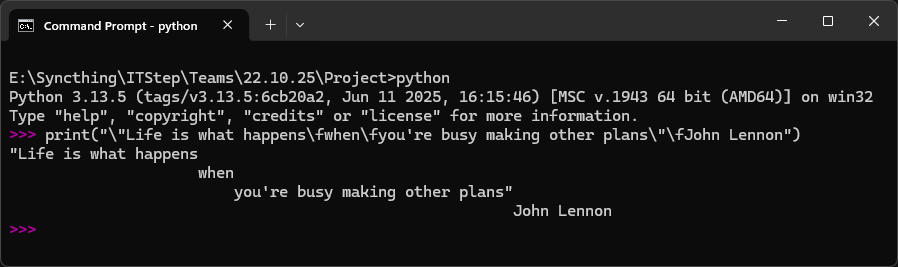 Command Prompt - python
E:\Syncthing\ITStep\Teams\22.10.25\Project>python
Python 3.13.5 (tags/v3.13.5:6cb20a2, Jun 11 2025, 16:15:46) [MSC v.1943 64 bit (AMD64)] on win32
Type "help", "copyright", "credits" or "license" for more information.
>>> print("\"Life is what happens\fwhen\fyou're busy making other plans\"\fJohn Lennon")
"Life is what happens
when
you're busy making other plans"
John Lennon
>>>